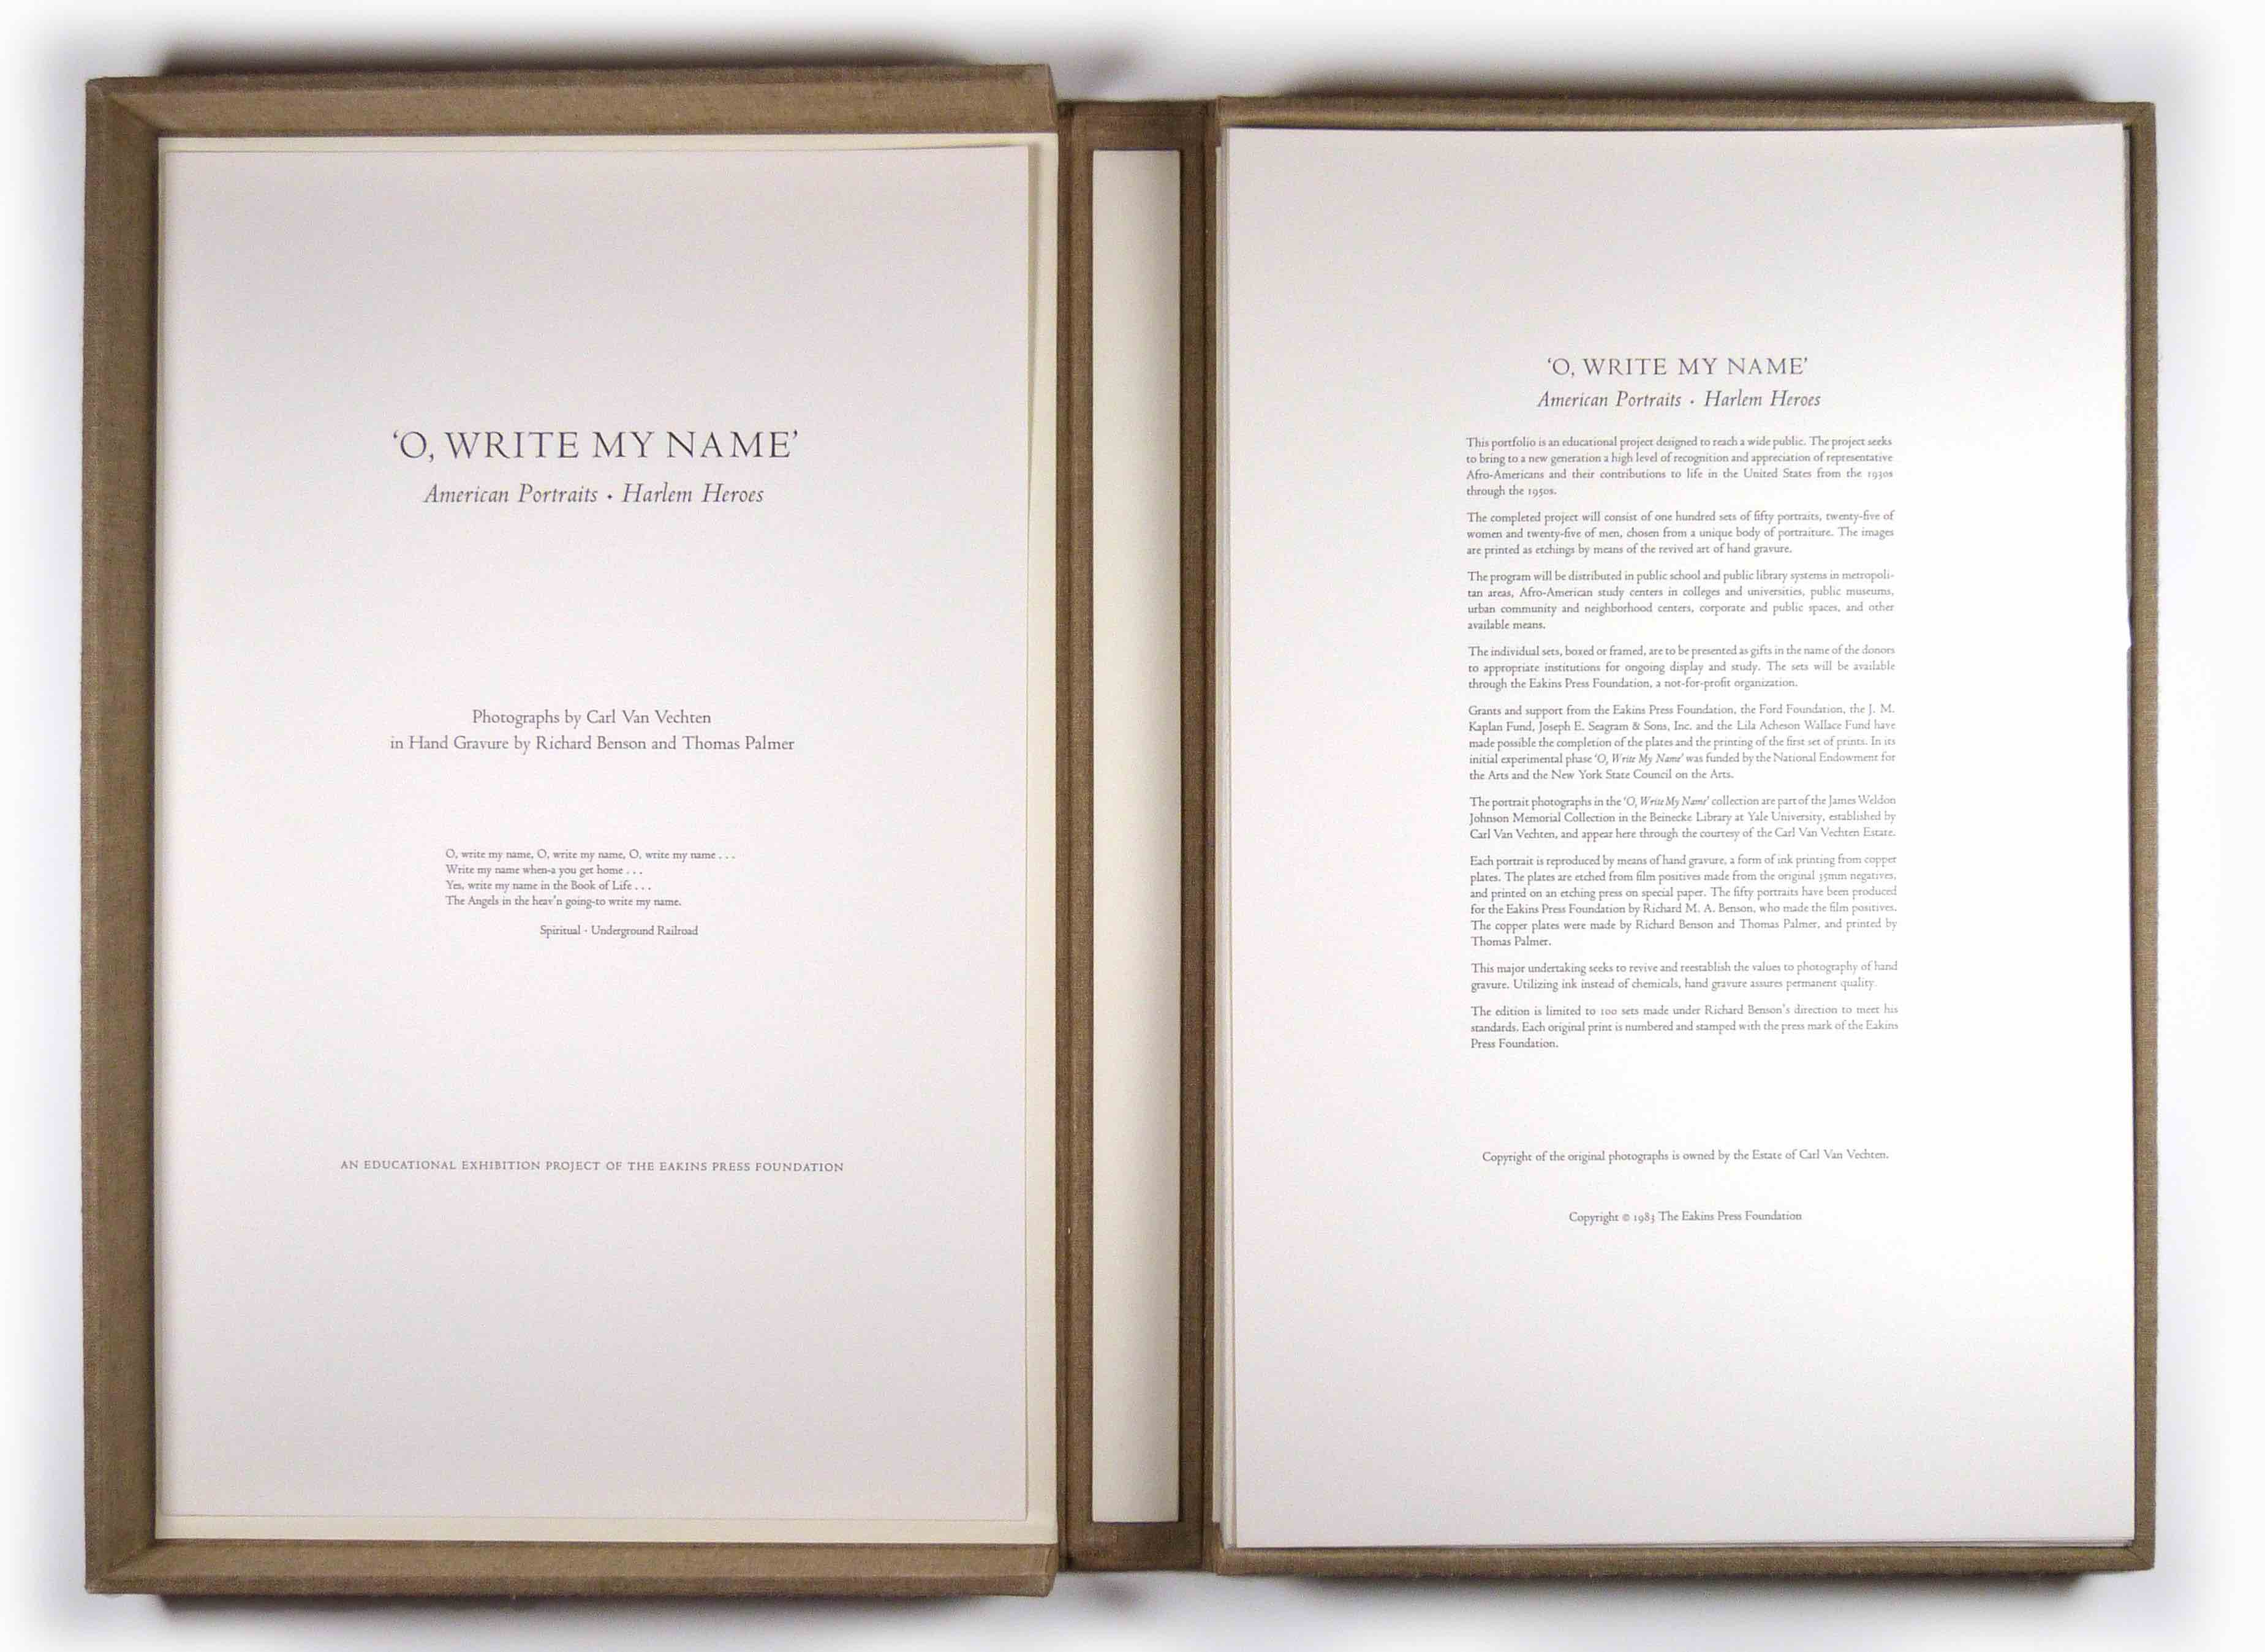 ‘O, WRITE MY NAME’
American Portraits · Harlem Heroes
Photographs by Carl Van Vechten
in Hand Gravure by Richard Benson and Thomas Palmer
O, write my name, O, write my name, O, write my name . . .
Write my name when-a you get home . . .
Yes, write my name in the Book of Life . . .
The Angels in the heav’n going-to write my name.
Spiritual · Underground Railroad
AN EDUCATIONAL EXHIBITION PROJECT OF THE EAKINS PRESS FOUNDATION
‘O, WRITE MY NAME’
American Portraits · Harlem Heroes
This portfolio is an educational project designed to reach a wide public. The project seeks
to bring to a new generation a high level of recognition and appreciation of representative
Afro-Americans and their contributions to life in the United States from the 1930s
through the 1950s.
The completed project will consist of one hundred sets of fifty portraits, twenty-five of
women and twenty-five of men, chosen from a unique body of portraiture. The images
are printed as etchings by means of the revived art of hand gravure.
The program will be distributed in public school and public library systems in metropoli-
tan areas, Afro-American study centers in colleges and universities, public museums,
urban community and neighborhood centers, corporate and public spaces, and other
available means.
The individual sets, boxed or framed, are to be presented as gifts in the name of the donors
to appropriate institutions for ongoing display and study. The sets will be available
through the Eakins Press Foundation, a not-for-profit organization.
Grants and support from the Eakins Press Foundation, the Ford Foundation, the J. M.
Kaplan Fund, Joseph E. Seagram & Sons, Inc. and the Lila Acheson Wallace Fund have
made possible the completion of the plates and the printing of the first set of prints. In its
initial experimental phase ‘O, Write My Name’ was funded by the National Endowment for
the Arts and the New York State Council on the Arts.
The portrait photographs in the ‘O, Write My Name’ collection are part of the James Weldon
Johnson Memorial Collection in the Beinecke Library at Yale University, established by
Carl Van Vechten, and appear here through the courtesy of the Carl Van Vechten Estate.
Each portrait is reproduced by means of hand gravure, a form of ink printing from copper
plates. The plates are etched from film positives made from the original 35mm negatives,
and printed on an etching press on special paper. The fifty portraits have been produced
for the Eakins Press Foundation by Richard M. A. Benson, who made the film positives.
The copper plates were made by Richard Benson and Thomas Palmer, and printed by
Thomas Palmer.
This major undertaking seeks to revive and reestablish the values to photography of hand
gravure. Utilizing ink instead of chemicals, hand gravure assures permanent quality.
The edition is limited to 100 sets made under Richard Benson’s direction to meet his
standards. Each original print is numbered and stamped with the press mark of the Eakins
Press Foundation.
Copyright of the original photographs is owned by the Estate of Carl Van Vechten.
Copyright © 1983 The Eakins Press Foundation